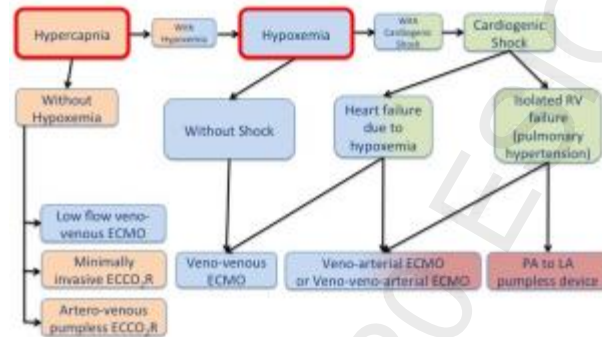 Hypercapnia
With
Hypoxemia
Hypoxemia
With
Cardiogenic
Shock
Cardiogenic
Shock
Without
Hypoxemia
Without Shock
Heart failure
due to
hypoxemia
Isolated RV
failure
(pulmonary
hypertension)
Low flow veno-
venous ECMO
Minimally
invasive ECCO₂R
Artero-venous
pumpless ECCO₂R
Veno-venous
ECMO
Veno-arterial ECMO
or Veno-veno-arterial ECMO
PA to LA
pumpless device